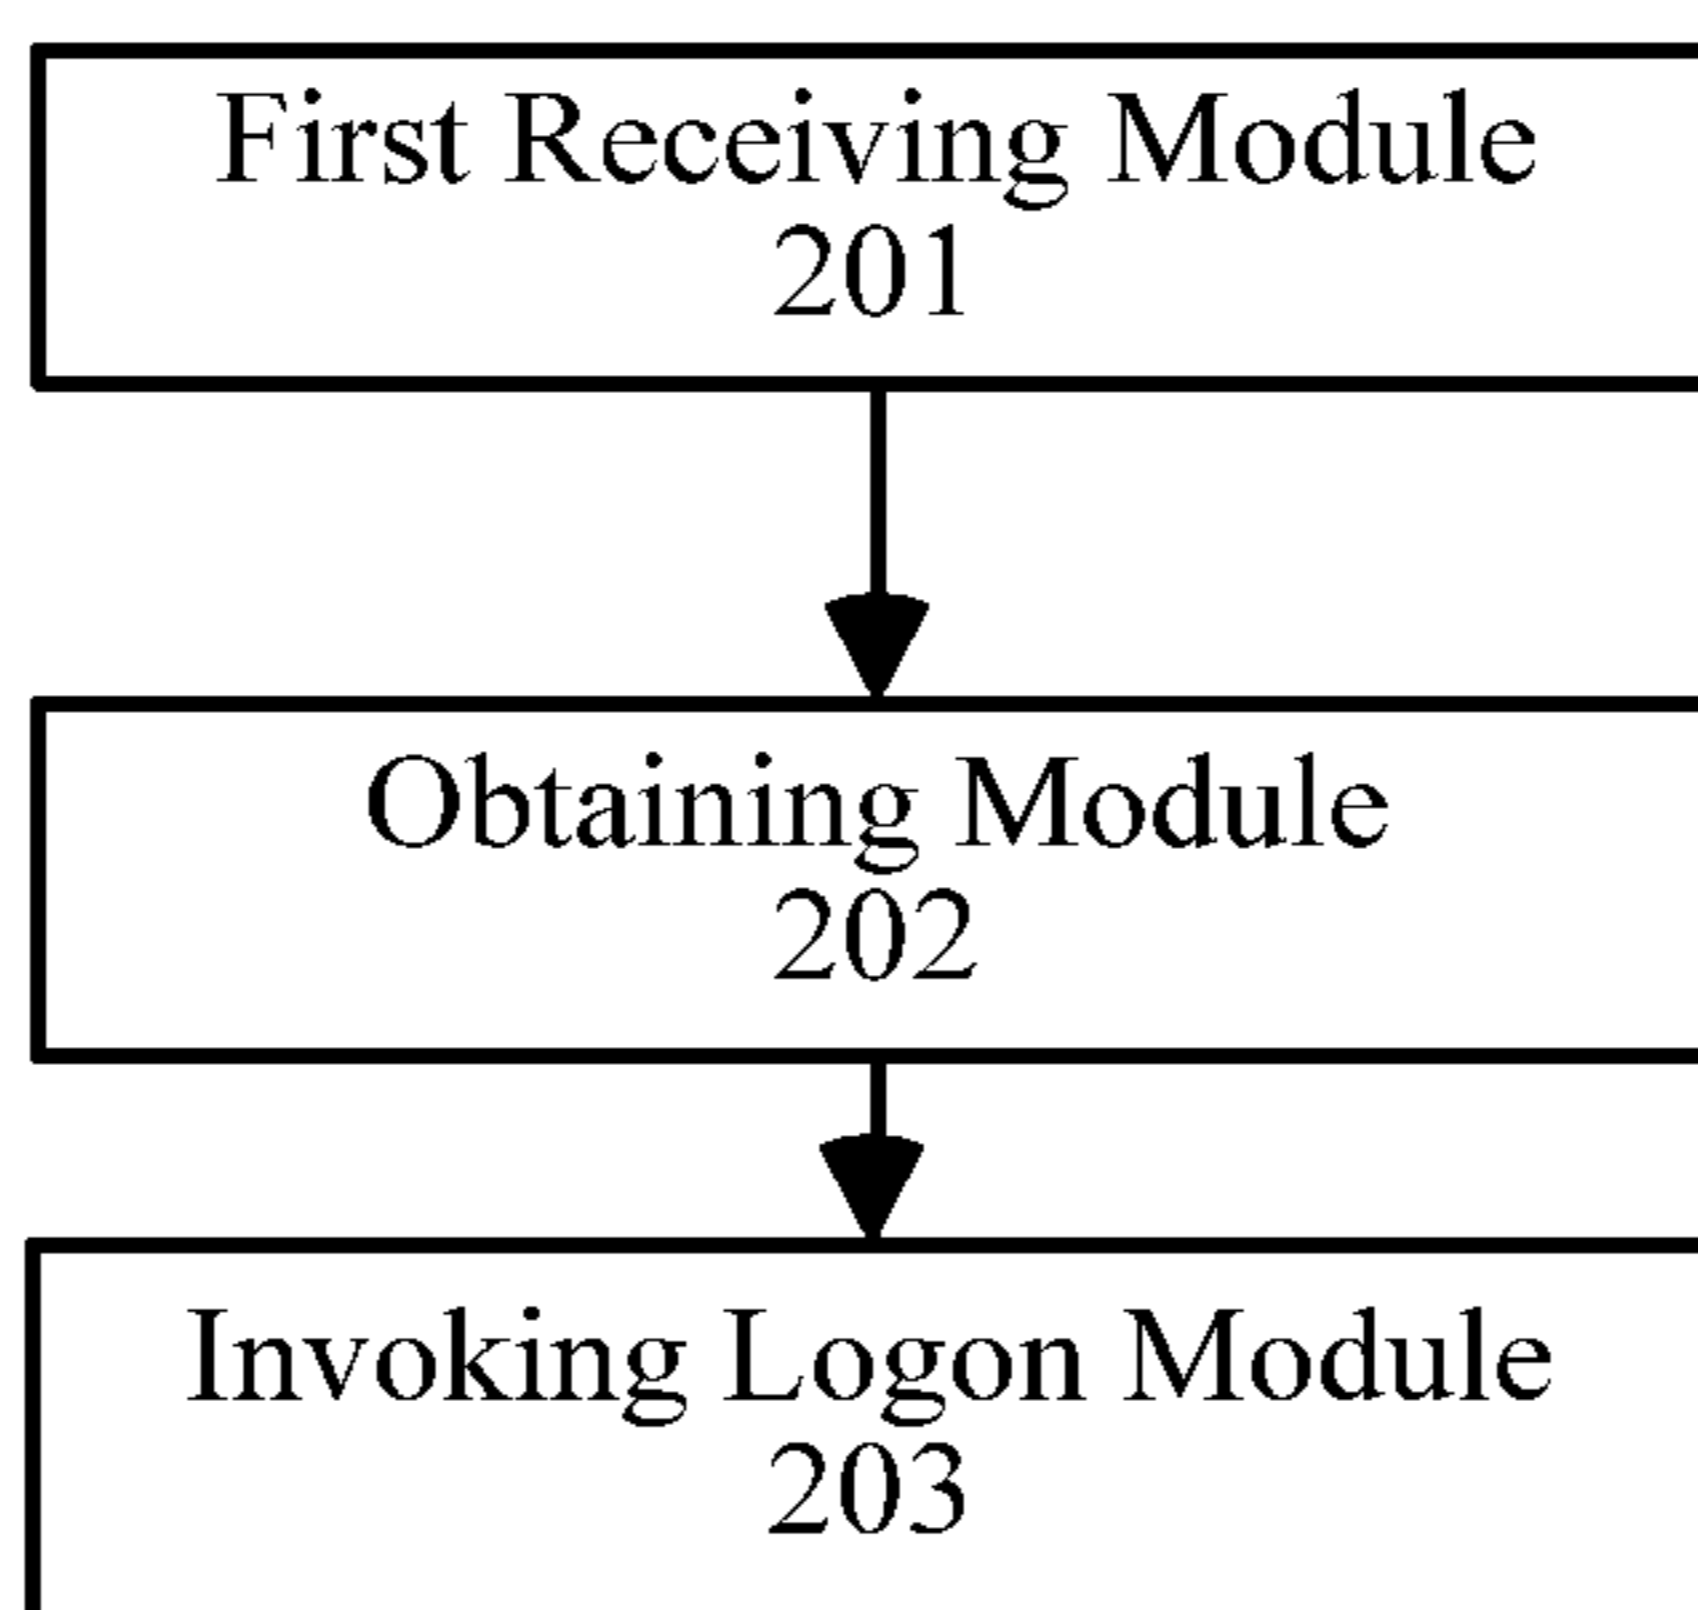 First Receiving Module
201
Obtaining Module
202
Invoking Logon Module
203